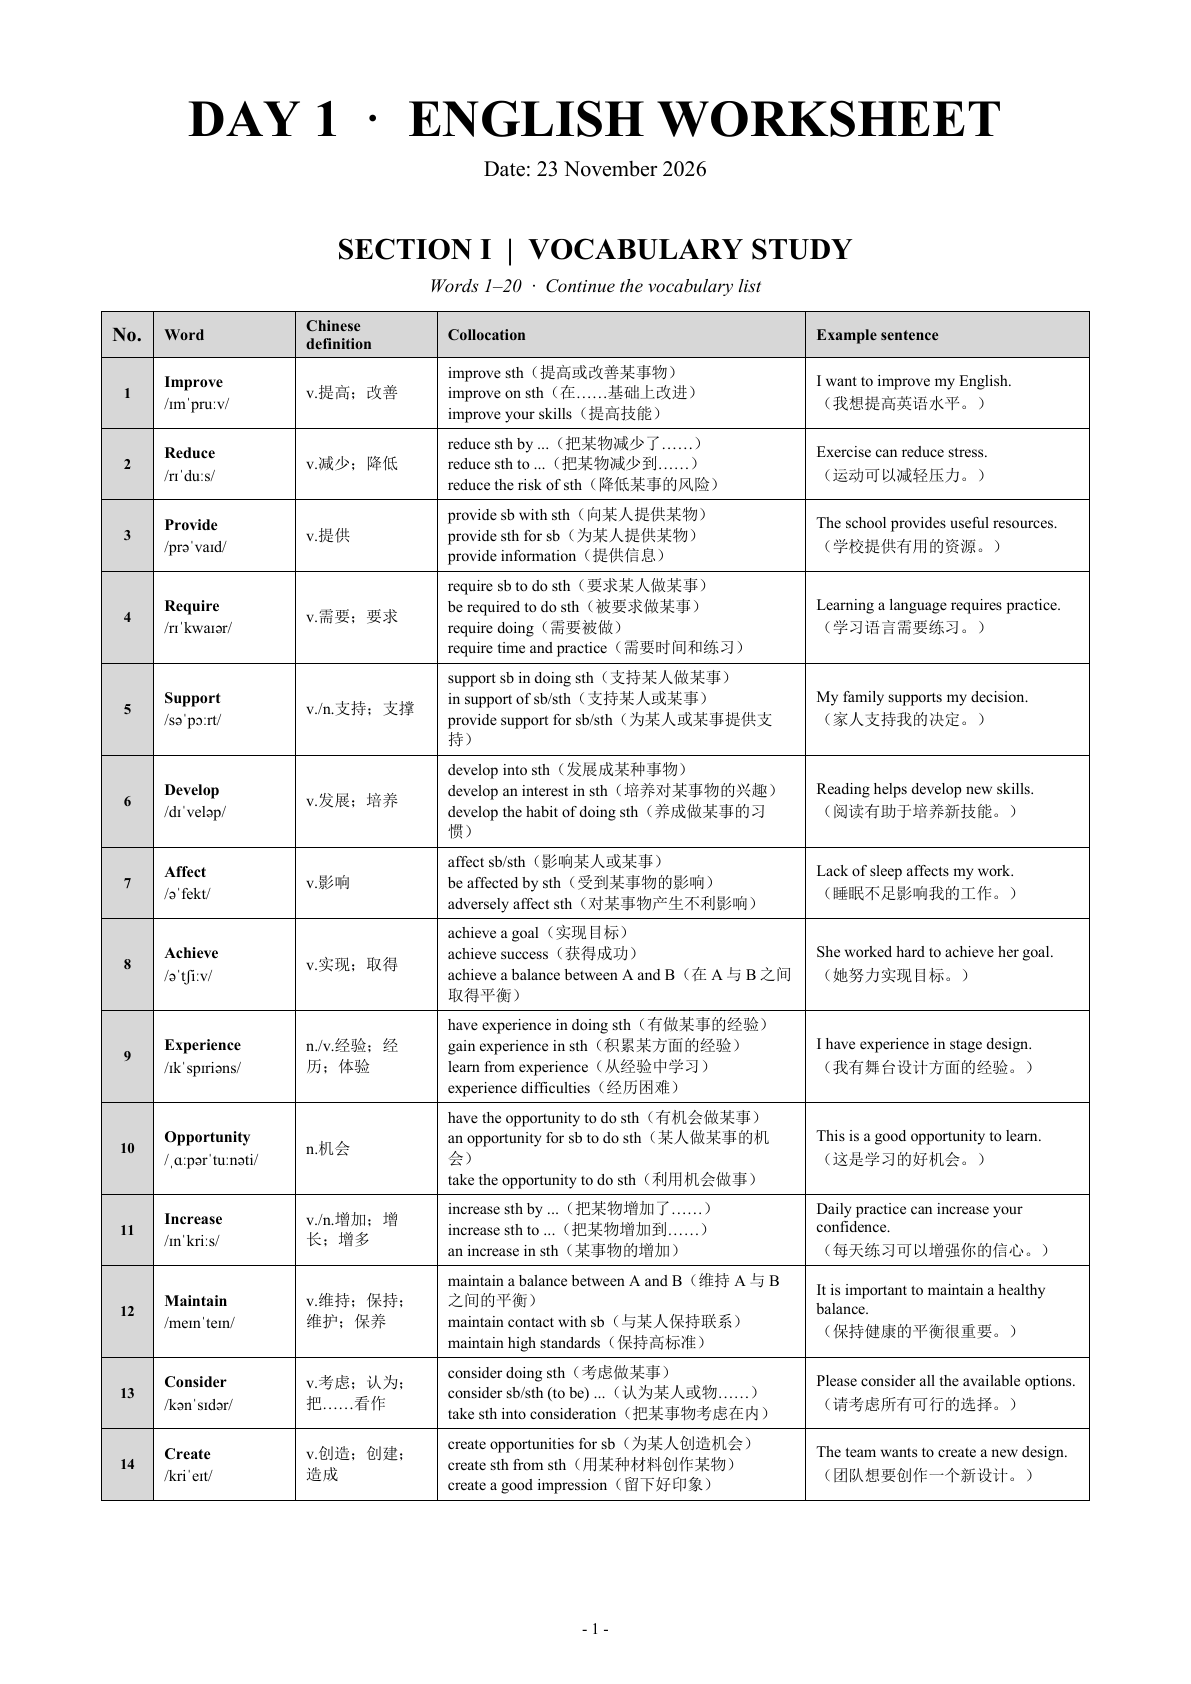 DAY 1 · ENGLISH WORKSHEET
Date: 23 November 2026
SECTION I | VOCABULARY STUDY
Words 1–20 · Continue the vocabulary list
No.
Word
Chinese
definition
Collocation
Example sentence
1
Improve
/ɪmˈpruːv/
v.提高；改善
improve sth（提高或改善某事物）
improve on sth（在……基础上改进）
improve your skills（提高技能）
I want to improve my English.
（我想提高英语水平。）
2
Reduce
/rɪˈduːs/
v.减少；降低
reduce sth by ...（把某物减少了……）
reduce sth to ...（把某物减少到……）
reduce the risk of sth（降低某事的风险）
Exercise can reduce stress.
（运动可以减轻压力。）
3
Provide
/prəˈvaɪd/
v.提供
provide sb with sth（向某人提供某物）
provide sth for sb（为某人提供某物）
provide information（提供信息）
The school provides useful resources.
（学校提供有用的资源。）
4
Require
/rɪˈkwaɪər/
v.需要；要求
require sb to do sth（要求某人做某事）
be required to do sth（被要求做某事）
require doing（需要被做）
require time and practice（需要时间和练习）
Learning a language requires practice.
（学习语言需要练习。）
5
Support
/səˈpɔːrt/
v./n.支持；支撑
support sb in doing sth（支持某人做某事）
in support of sb/sth（支持某人或某事）
provide support for sb/sth（为某人或某事提供支
持）
My family supports my decision.
（家人支持我的决定。）
6
Develop
/dɪˈveləp/
v.发展；培养
develop into sth（发展成某种事物）
develop an interest in sth（培养对某事物的兴趣）
develop the habit of doing sth（养成做某事的习
惯）
Reading helps develop new skills.
（阅读有助于培养新技能。）
7
Affect
/əˈfekt/
v.影响
affect sb/sth（影响某人或某事）
be affected by sth（受到某事物的影响）
adversely affect sth（对某事物产生不利影响）
Lack of sleep affects my work.
（睡眠不足影响我的工作。）
8
Achieve
/əˈtʃiːv/
v.实现；取得
achieve a goal（实现目标）
achieve success（获得成功）
achieve a balance between A and B（在 A 与 B 之间
取得平衡）
She worked hard to achieve her goal.
（她努力实现目标。）
9
Experience
/ɪkˈspɪriəns/
n./v.经验；经
历；体验
have experience in doing sth（有做某事的经验）
gain experience in sth（积累某方面的经验）
learn from experience（从经验中学习）
experience difficulties（经历困难）
I have experience in stage design.
（我有舞台设计方面的经验。）
10
Opportunity
/ˌɑːpərˈtuːnəti/
n.机会
have the opportunity to do sth（有机会做某事）
an opportunity for sb to do sth（某人做某事的机
会）
take the opportunity to do sth（利用机会做事）
This is a good opportunity to learn.
（这是学习的好机会。）
11
Increase
/ɪnˈkriːs/
v./n.增加；增
长；增多
increase sth by ...（把某物增加了……）
increase sth to ...（把某物增加到……）
an increase in sth（某事物的增加）
Daily practice can increase your
confidence.
（每天练习可以增强你的信心。）
12
Maintain
/meɪnˈteɪn/
v.维持；保持；
维护；保养
maintain a balance between A and B（维持 A 与 B
之间的平衡）
maintain contact with sb（与某人保持联系）
maintain high standards（保持高标准）
It is important to maintain a healthy
balance.
（保持健康的平衡很重要。）
13
Consider
/kənˈsɪdər/
v.考虑；认为；
把……看作
consider doing sth（考虑做某事）
consider sb/sth (to be) ...（认为某人或物……）
take sth into consideration（把某事物考虑在内）
Please consider all the available options.
（请考虑所有可行的选择。）
14
Create
/kriˈeɪt/
v.创造；创建；
造成
create opportunities for sb（为某人创造机会）
create sth from sth（用某种材料创作某物）
create a good impression（留下好印象）
The team wants to create a new design.
（团队想要创作一个新设计。）
- 1 -